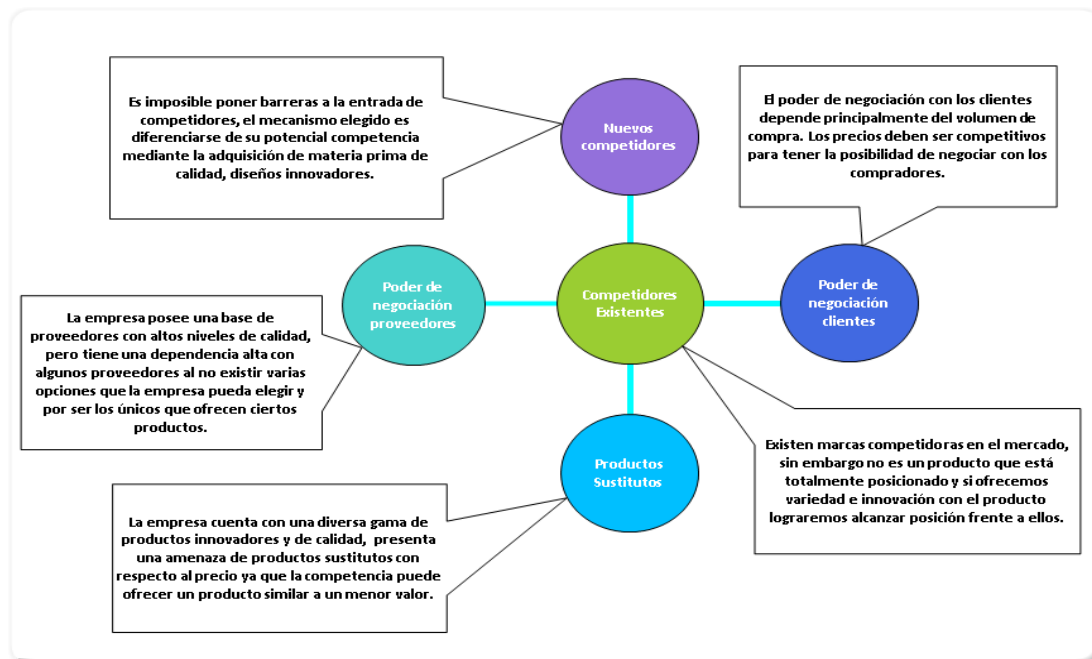 Es imposible poner barreras a la entrada de
competidores, el mecanismo elegido es
diferenciarse de su potencial competencia
mediante la adquisición de materia prima de
calidad, diseños innovadores.
Nuevos
competidores
El poder de negociación con los clientes
depende principalmente del volumen de
compra. Los precios deben ser competitivos
para tener la posibilidad de negociar con los
compradores.
Poder de
negociación
proveedores
Competidores
Existentes
Poder de
negociación
clientes
La empresa posee una base de
proveedores con altos niveles de calidad,
pero tiene una dependencia alta con
algunos proveedores al no existir varias
opciones que la empresa pueda elegir y
por ser los únicos que ofrecen ciertos
productos.
Existen marcas competidoras en el mercado,
sin embargo no es un producto que está
totalmente posicionado y si ofrecemos
variedad e innovación con el producto
lograremos alcanzar posición frente a ellos.
Productos
Sustitutos
La empresa cuenta con una diversa gama de
productos innovadores y de calidad, presenta
una amenaza de productos sustitutos con
respecto al precio ya que la competencia puede
ofrecer un producto similar a un menor valor.